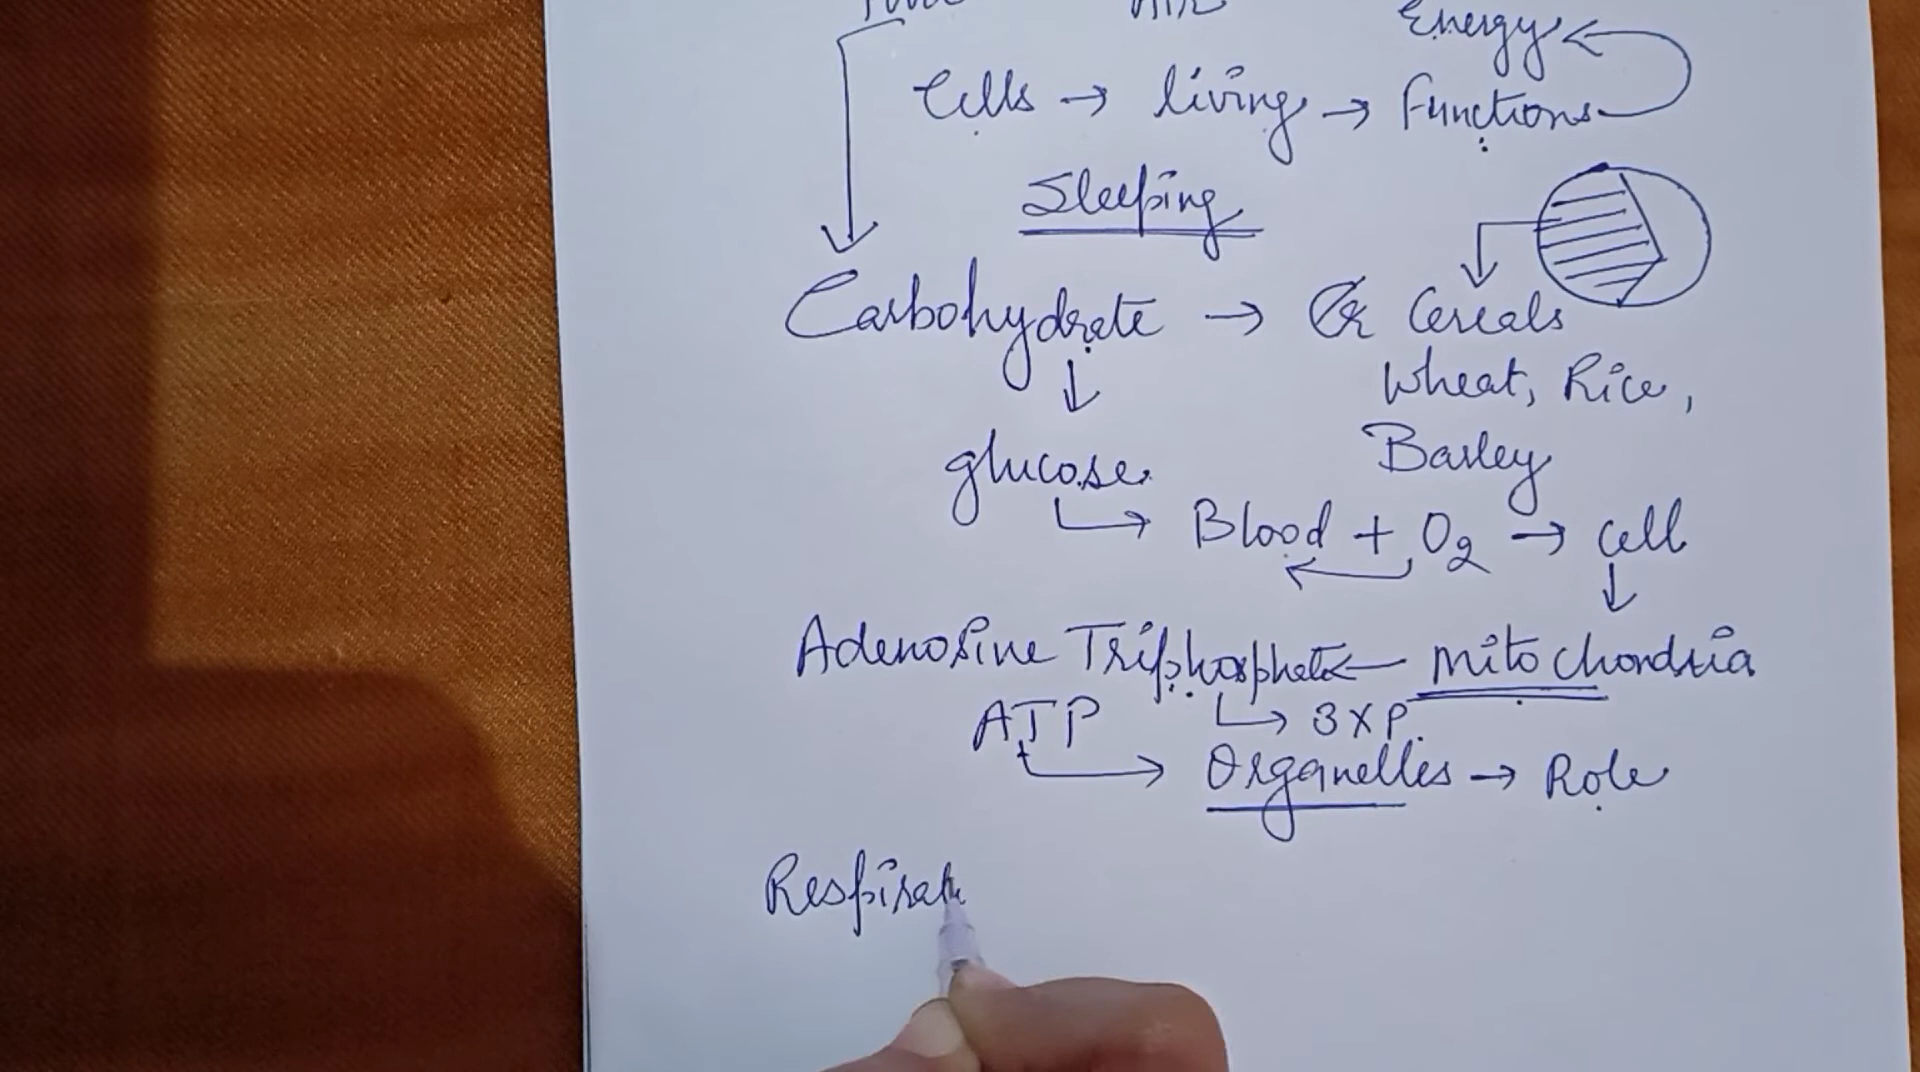 Energy
Cells → living → Functions
Sleeping
Carbohydrate → Cereals
Wheat, Rice,
glucose Barley
Blood + O2 → cell
Adenosine Triphosphate ← Mitochondria
ATP → 3XP.
→ Organelles → Role
Respirat